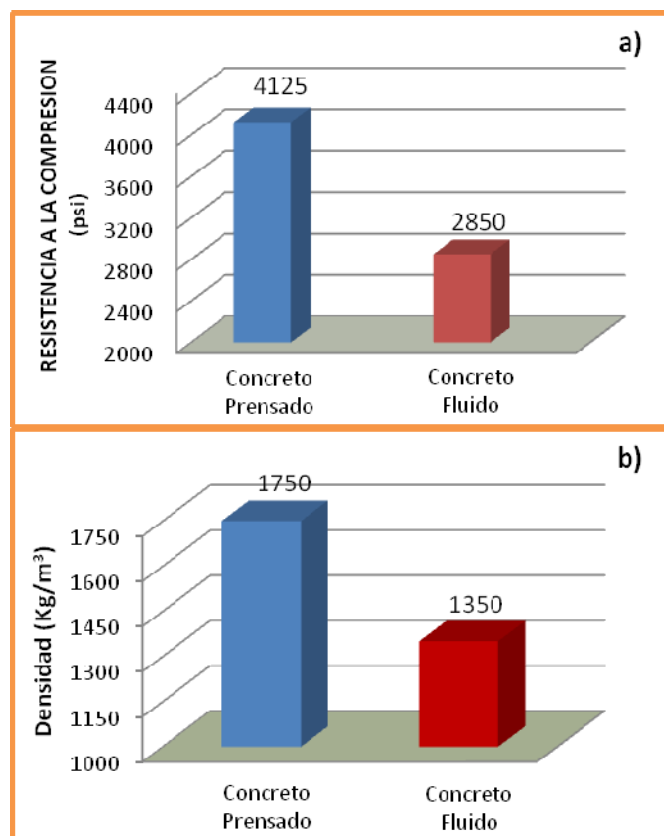 a)
RESISTENCIA A LA COMPRESION
(psi)
4400
4000
3600
3200
2800
2400
2000
4125
2850
Concreto
Prensado
Concreto
Fluido
b)
Densidad (Kg/m³)
1750
1600
1450
1300
1150
1000
1750
1350
Concreto
Prensado
Concreto
Fluido